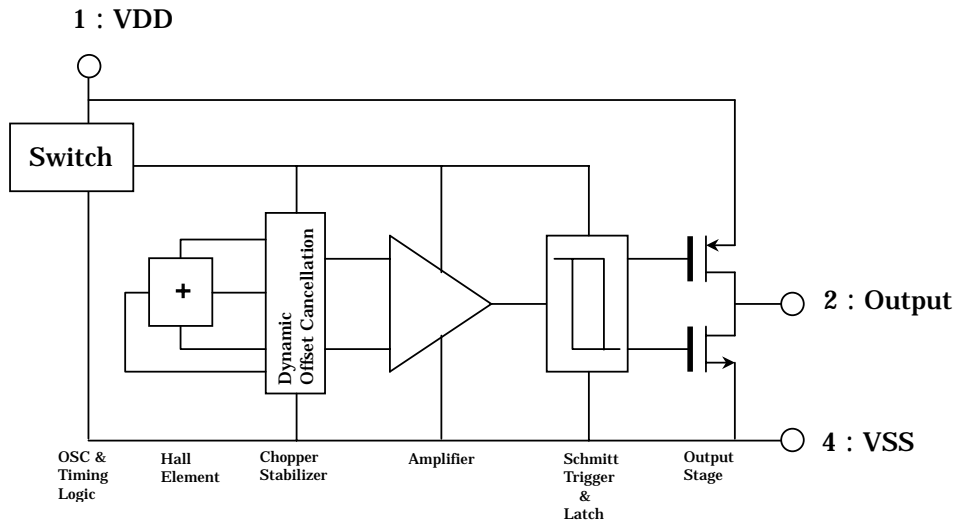 1 : VDD
Switch
+
Dynamic
Offset Cancellation
2 : Output
4 : VSS
OSC &
Timing
Logic
Hall
Element
Chopper
Stabilizer
Amplifier
Schmitt
Trigger
&
Latch
Output
Stage